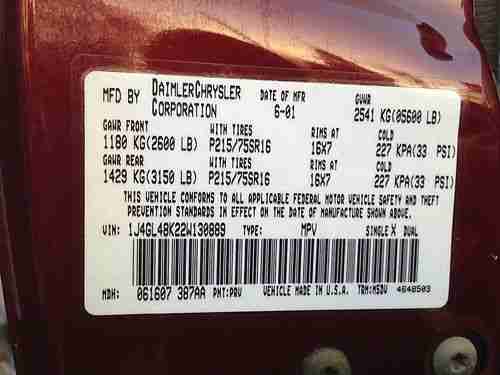 MFD BY DAIMLERCHRYSLER CORPORATION DATE OF MFR 6-01 GVWR 2541 KG(05600 LB)
GAWR FRONT WITH TIRES RIMS AT COLD
1180 KG(2600 LB) P215/75SR16 16X7 227 KPA(33 PSI)
GAWR REAR WITH TIRES RIMS AT COLD
1429 KG(3150 LB) P215/75SR16 16X7 227 KPA(33 PSI)
THIS VEHICLE CONFORMS TO ALL APPLICABLE FEDERAL MOTOR VEHICLE SAFETY AND THEFT
PREVENTION STANDARDS IN EFFECT ON THE DATE OF MANUFACTURE SHOWN ABOVE.
VIN: 1J4GL48K22W130889 TYPE: MPV SINGLE X DUAL
MDH: 061607 387AA PNT:PRV VEHICLE MADE IN U.S.A. TRM:M5DV 4648503